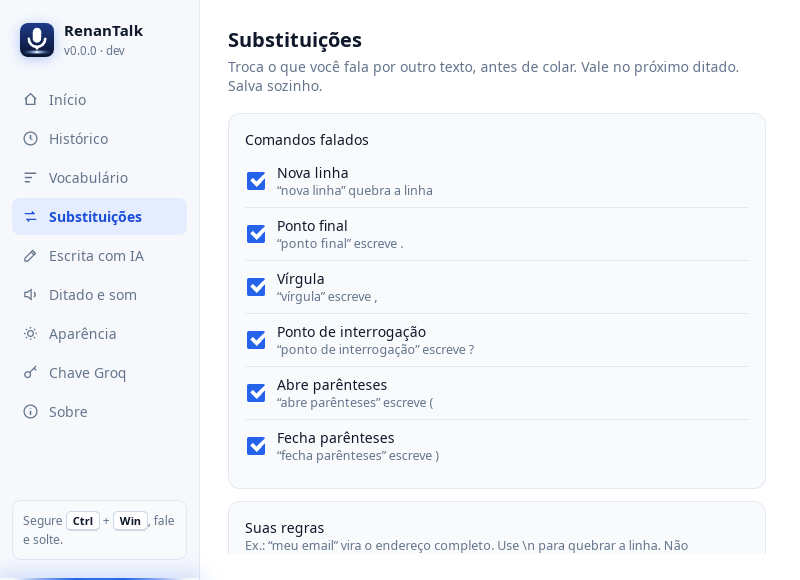 RenanTalk
v0.0.0 · dev
Início
Histórico
Vocabulário
Substituições
Escrita com IA
Ditado e som
Aparência
Chave Groq
Sobre
Segure Ctrl + Win, fale
e solte.
Substituições
Troca o que você fala por outro texto, antes de colar. Vale no próximo ditado.
Salva sozinho.
Comandos falados
Nova linha
“nova linha” quebra a linha
Ponto final
“ponto final” escreve .
Vírgula
“vírgula” escreve ,
Ponto de interrogação
“ponto de interrogação” escreve ?
Abre parênteses
“abre parênteses” escreve (
Fecha parênteses
“fecha parênteses” escreve )
Suas regras
Ex.: “meu email” vira o endereço completo. Use \n para quebrar a linha. Não